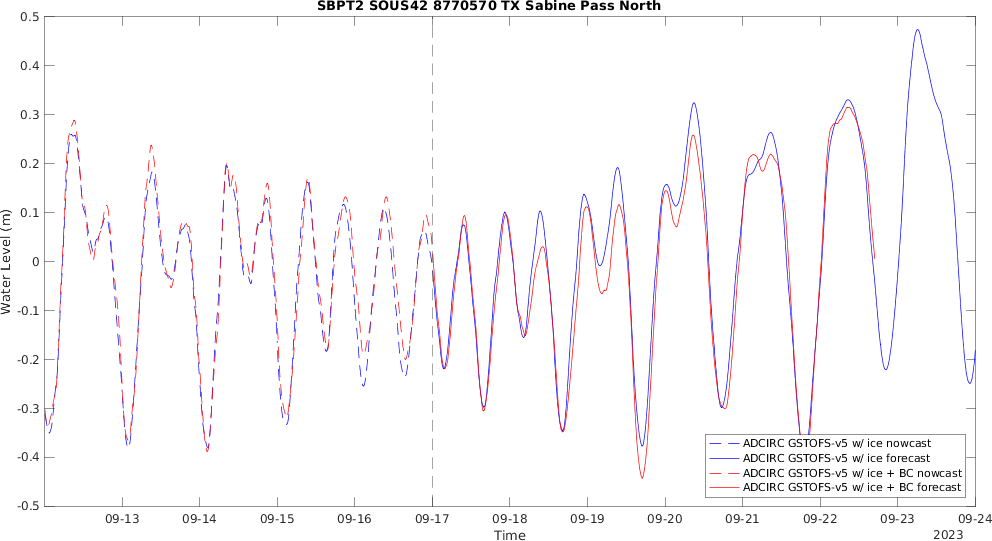 SBPT2 SOUS42 8770570 TX Sabine Pass North
0.5
0.4
0.3
0.2
0.1
0
-0.1
-0.2
-0.3
-0.4
-0.5
Water Level (m)
ADCIRC GSTOFS-v5 w/ ice nowcast
ADCIRC GSTOFS-v5 w/ ice forecast
ADCIRC GSTOFS-v5 w/ ice + BC nowcast
ADCIRC GSTOFS-v5 w/ ice + BC forecast
09-13 09-14 09-15 09-16 09-17 09-18 09-19 09-20 09-21 09-22 09-23 09-24
Time
2023